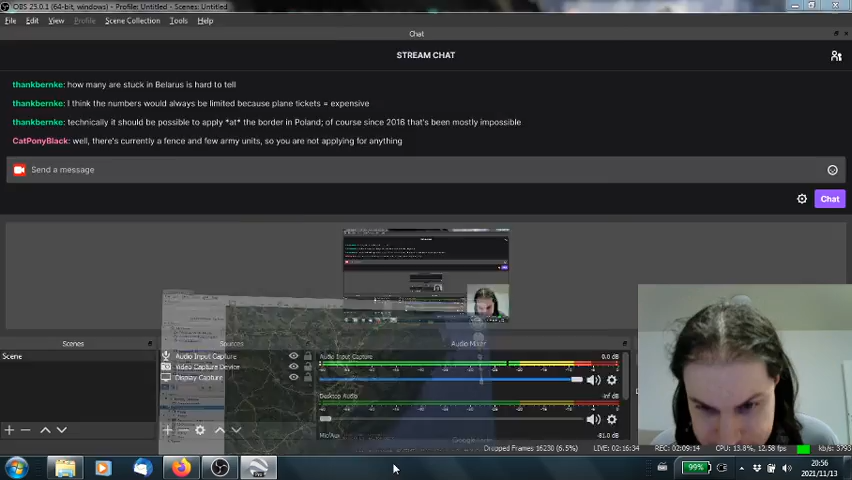 OBS 25.0.1 (64-bit, windows) - Profile: Untitled - Scenes: Untitled
File Edit View Profile Scene Collection Tools Help
Chat
STREAM CHAT
thankbernke: how many are stuck in Belarus is hard to tell
thankbernke: I think the numbers would always be limited because plane tickets = expensive
thankbernke: technically it should be possible to apply *at* the border in Poland; of course since 2016 that's been mostly impossible
CatPonyBlack: well, there's currently a fence and few army units, so you are not applying for anything
Send a message
Chat
Scenes Sources Audio Mixer
Scene
Audio Input Capture
Video Capture Device
Display Capture
Audio Input Capture 0.0 dB
Desktop Audio -inf dB
Mic/Aux -81.0 dB
Dropped Frames 16230 (6.5%) LIVE: 02:16:34 REC: 02:09:14 CPU: 13.8%, 12.58 fps
99% 20:56
2021/11/13